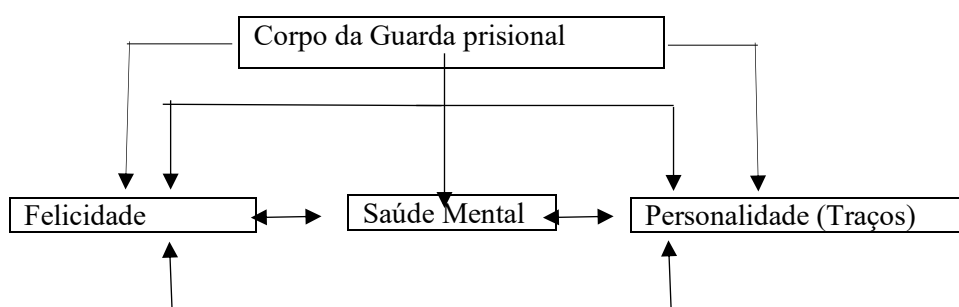 Corpo da Guarda prisional
Felicidade
Saúde Mental
Personalidade (Traços)